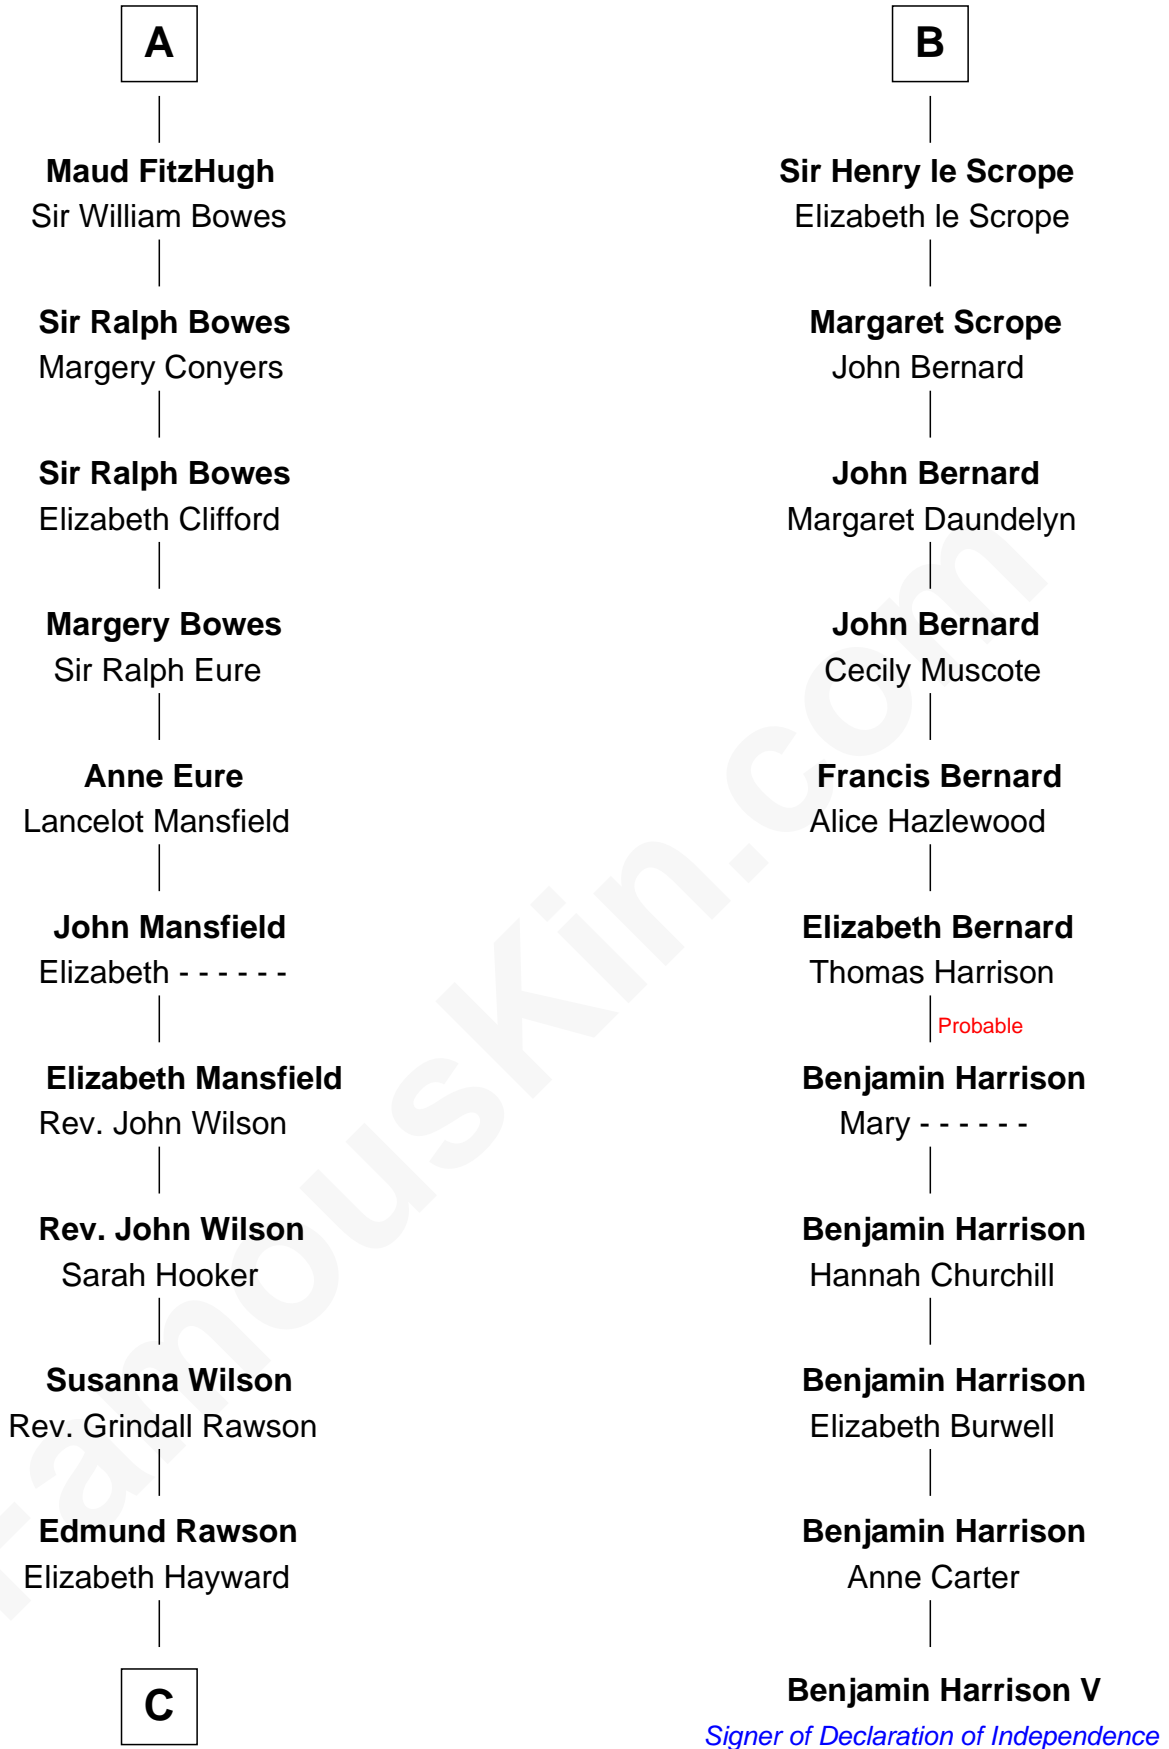 A
Maud FitzHugh
Sir William Bowes
Sir Ralph Bowes
Margery Conyers
Sir Ralph Bowes
Elizabeth Clifford
Margery Bowes
Sir Ralph Eure
Anne Eure
Lancelot Mansfield
John Mansfield
Elizabeth - - - - - -
Elizabeth Mansfield
Rev. John Wilson
Rev. John Wilson
Sarah Hooker
Susanna Wilson
Rev. Grindall Rawson
Edmund Rawson
Elizabeth Hayward
C
B
Sir Henry le Scrope
Elizabeth le Scrope
Margaret Scrope
John Bernard
John Bernard
Margaret Daundelyn
John Bernard
Cecily Muscote
Francis Bernard
Alice Hazlewood
Elizabeth Bernard
Thomas Harrison
Probable
Benjamin Harrison
Mary - - - - - -
Benjamin Harrison
Hannah Churchill
Benjamin Harrison
Elizabeth Burwell
Benjamin Harrison
Anne Carter
Benjamin Harrison V
Signer of Declaration of Independence
FamousKin.com